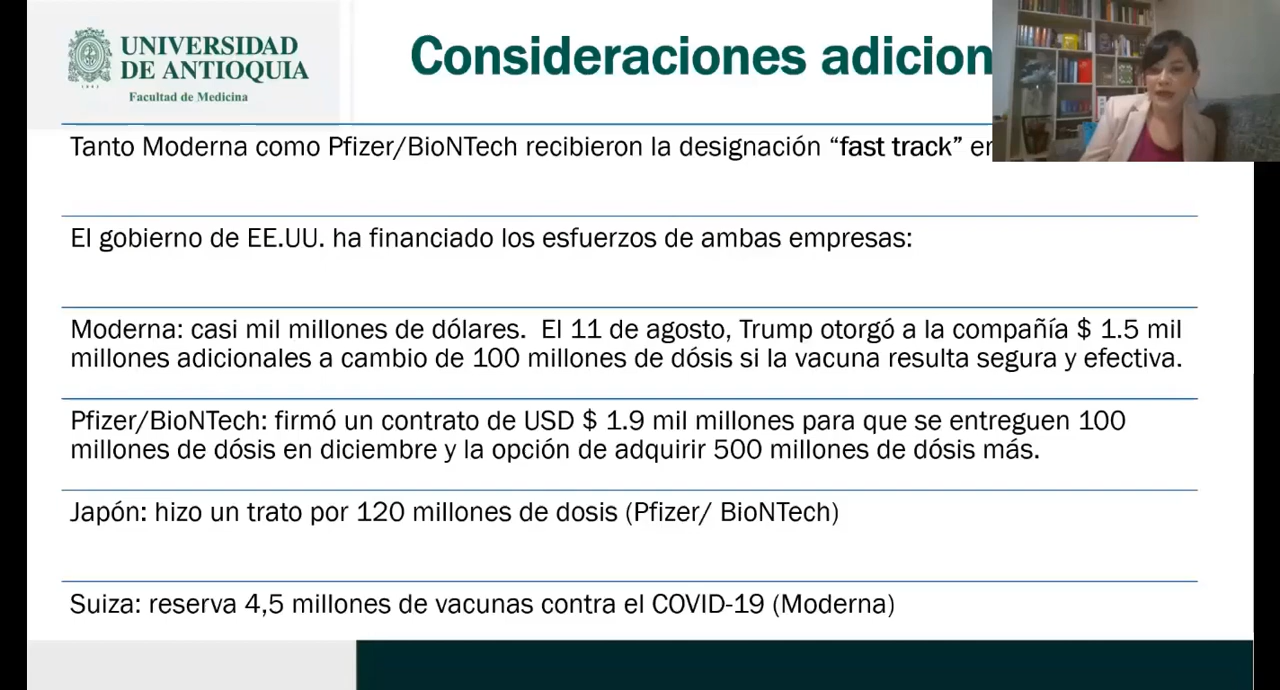 UNIVERSIDAD
DE ANTIOQUIA
1803
Facultad de Medicina
Consideraciones adicion
Tanto Moderna como Pfizer/BioNTech recibieron la designación “fast track” en
El gobierno de EE.UU. ha financiado los esfuerzos de ambas empresas:
Moderna: casi mil millones de dólares. El 11 de agosto, Trump otorgó a la compañía $ 1.5 mil
millones adicionales a cambio de 100 millones de dósis si la vacuna resulta segura y efectiva.
Pfizer/BioNTech: firmó un contrato de USD $ 1.9 mil millones para que se entreguen 100
millones de dósis en diciembre y la opción de adquirir 500 millones de dósis más.
Japón: hizo un trato por 120 millones de dosis (Pfizer/ BioNTech)
Suiza: reserva 4,5 millones de vacunas contra el COVID-19 (Moderna)